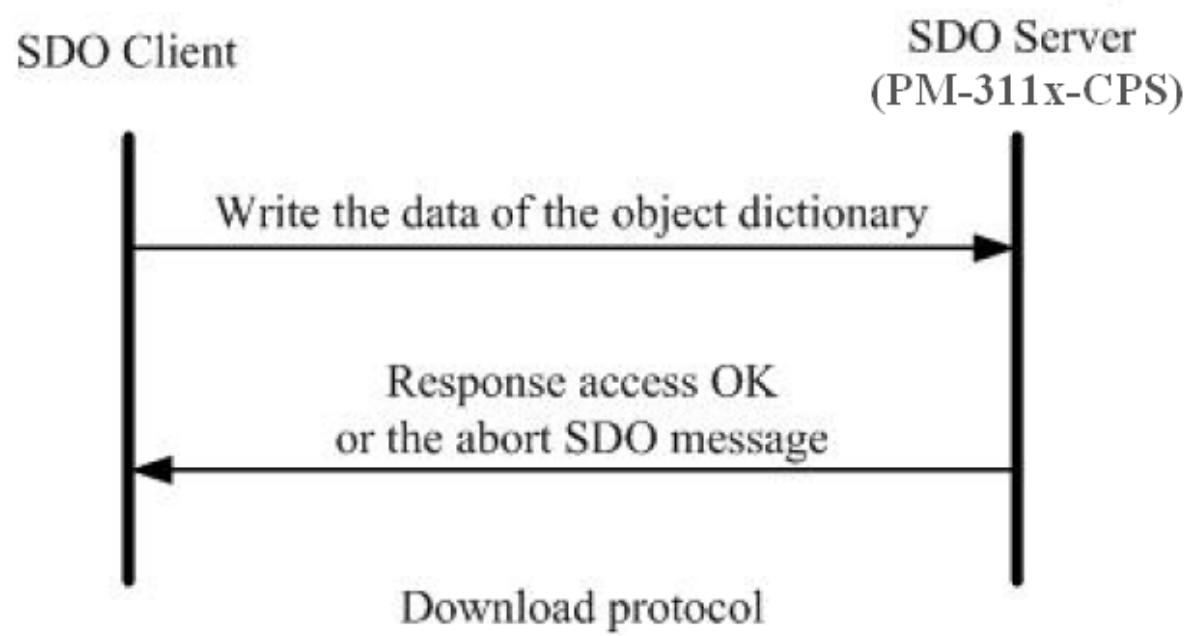 SDO Client
SDO Server
(PM-311x-CPS)
Write the data of the object dictionary
Response access OK
or the abort SDO message
Download protocol